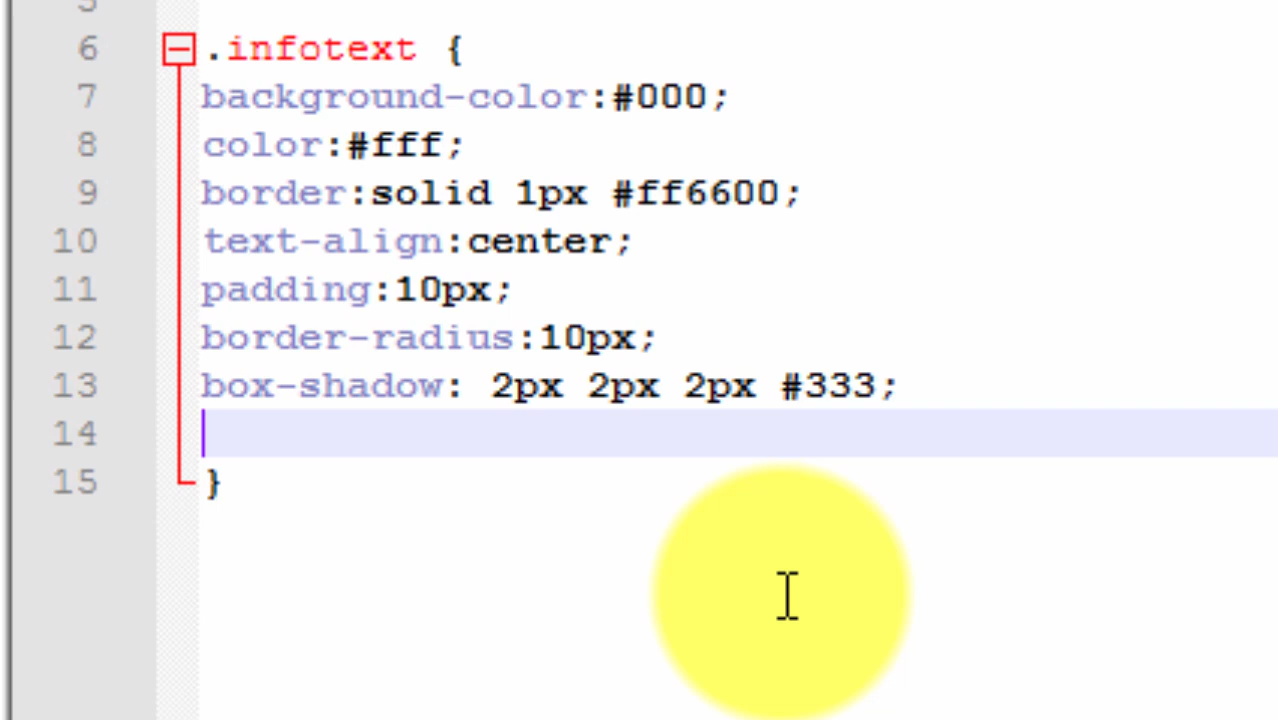 6 .infotext {
7 background-color:#000;
8 color:#fff;
9 border:solid 1px #ff6600;
10 text-align:center;
11 padding:10px;
12 border-radius:10px;
13 box-shadow: 2px 2px 2px #333;
14
15 }